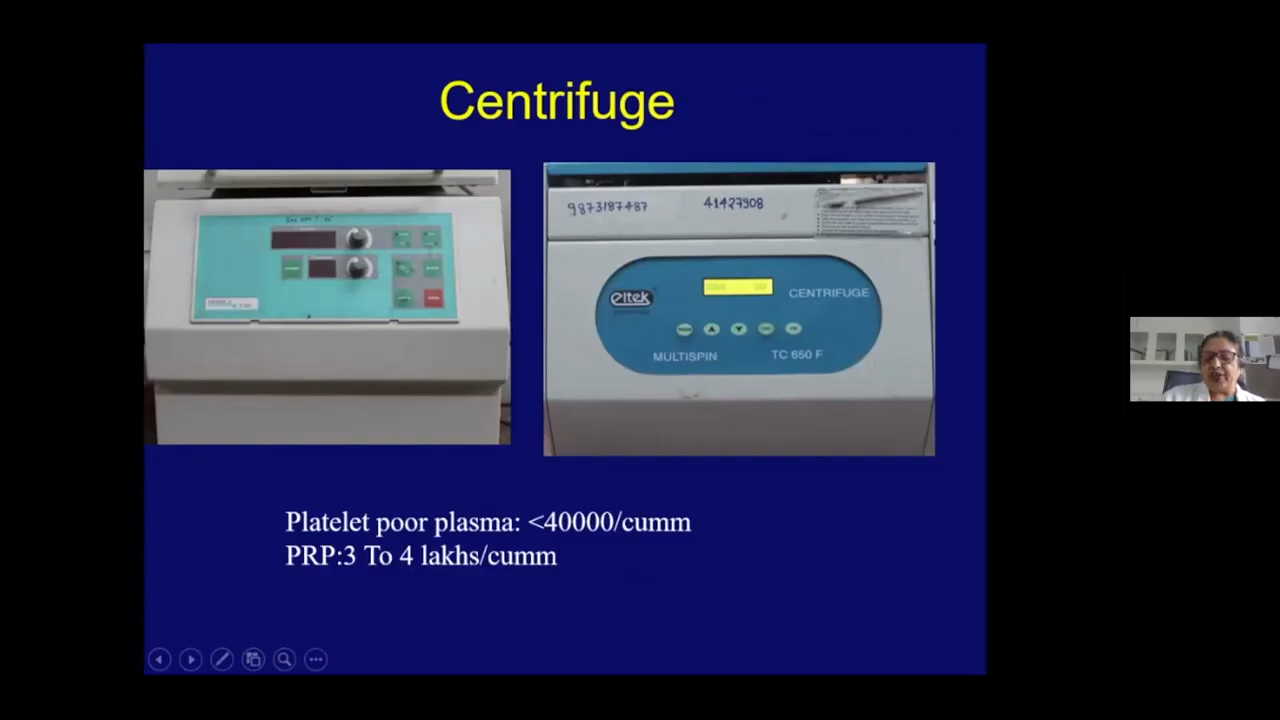 Centrifuge
9873187487
41427908
eltek
CENTRIFUGE
MULTISPIN
TC 650 F
Platelet poor plasma: <40000/cumm
PRP:3 To 4 lakhs/cumm